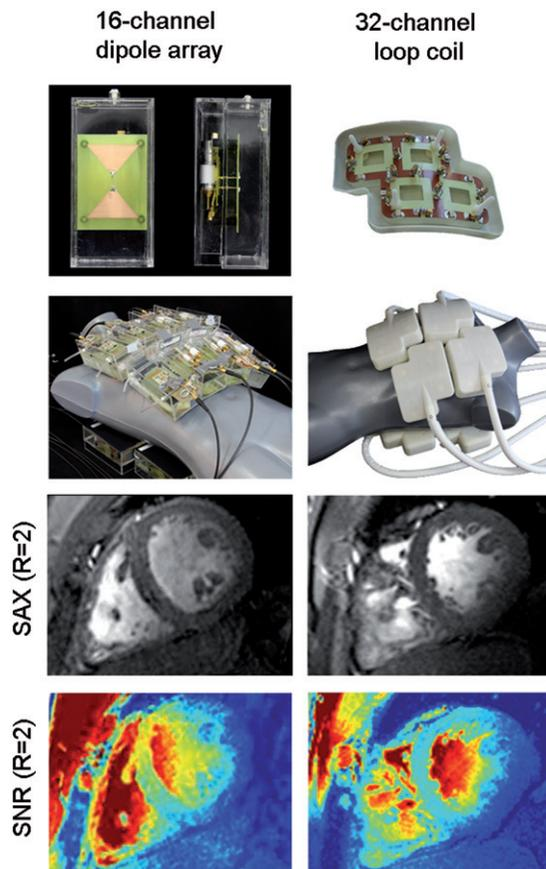 16-channel
dipole array
32-channel
loop coil
SAX (R=2)
SNR (R=2)